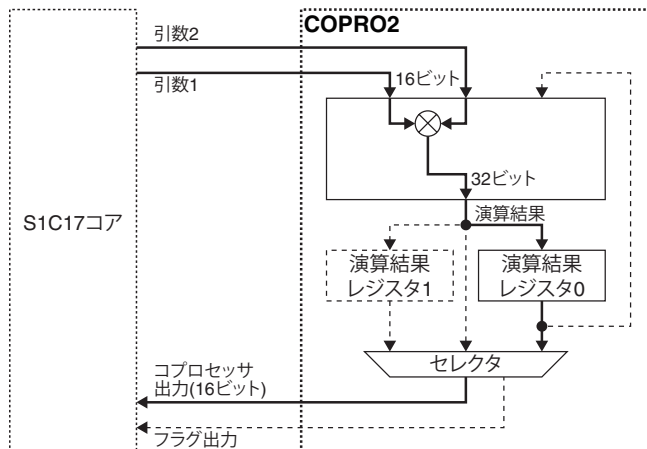 COPRO2
引数2
引数1
16ビット
32ビット
S1C17コア
演算結果
演算結果
レジスタ1
演算結果
レジスタ0
セレクタ
コプロセッサ
出力(16ビット)
フラグ出力